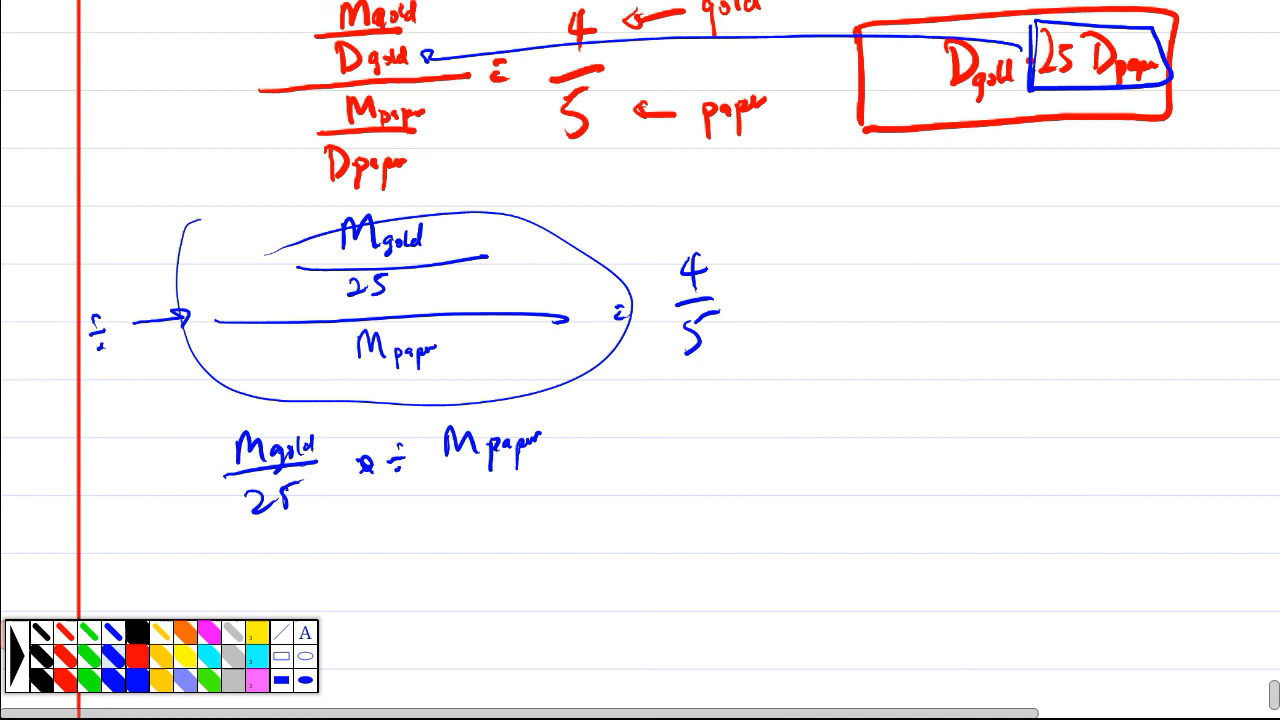 Mgold
Dgold
Mpaper
Dpaper
=
4
5
← gold
← paper
Dgold = 25 Dpaper
÷ →
Mgold
25
Mpaper
=
4
5
Mgold
25
÷ Mpaper
A